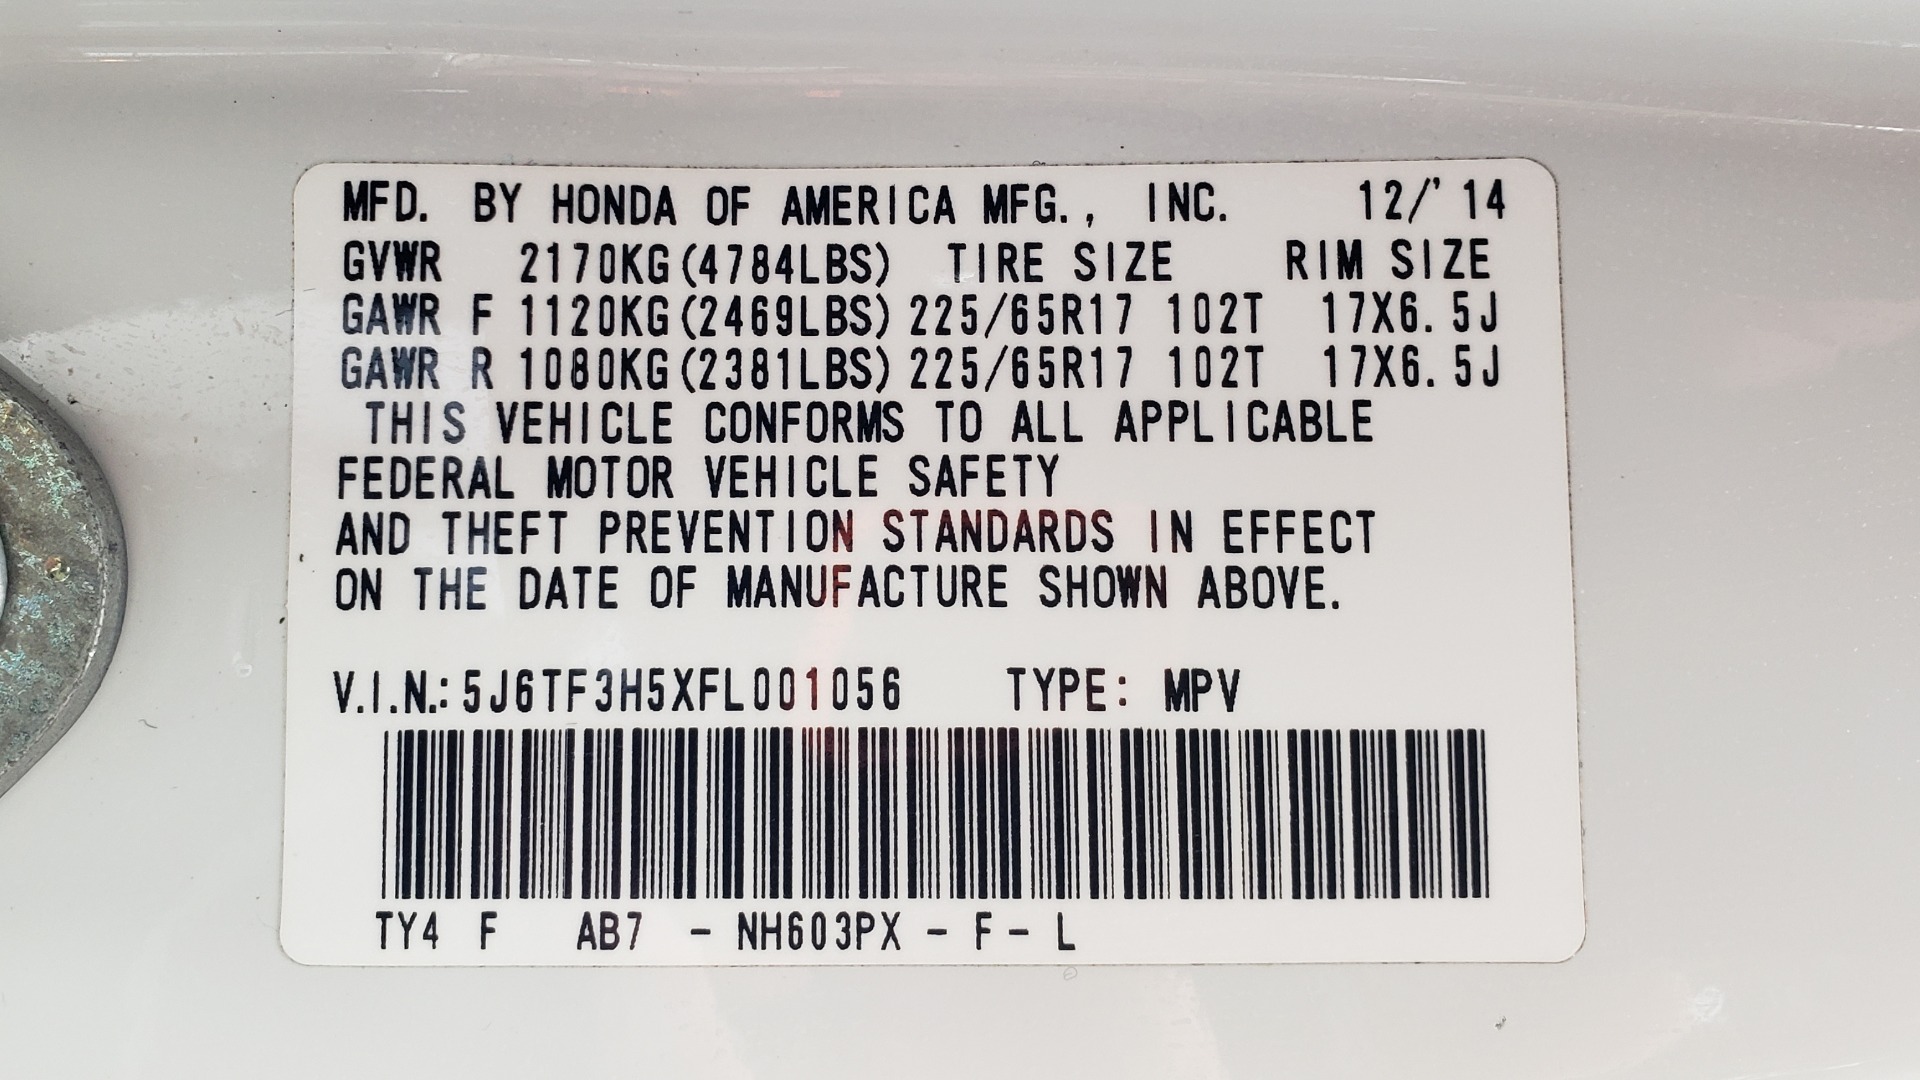 MFD. BY HONDA OF AMERICA MFG., INC. 12/'14
GVWR 2170KG(4784LBS) TIRE SIZE RIM SIZE
GAWR F 1120KG(2469LBS) 225/65R17 102T 17X6.5J
GAWR R 1080KG(2381LBS) 225/65R17 102T 17X6.5J
THIS VEHICLE CONFORMS TO ALL APPLICABLE
FEDERAL MOTOR VEHICLE SAFETY
AND THEFT PREVENTION STANDARDS IN EFFECT
ON THE DATE OF MANUFACTURE SHOWN ABOVE.
V.I.N.: 5J6TF3H5XFL001056 TYPE: MPV
TY4 F AB7 - NH603PX - F - L